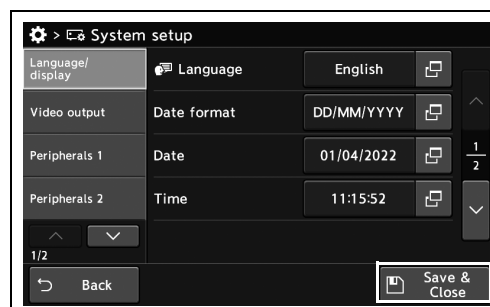 > System setup
Language/
display
Language
English
Video output
Date format
DD/MM/YYYY
Peripherals 1
Date
01/04/2022
1
2
Peripherals 2
Time
11:15:52
1/2
Back
Save &
Close